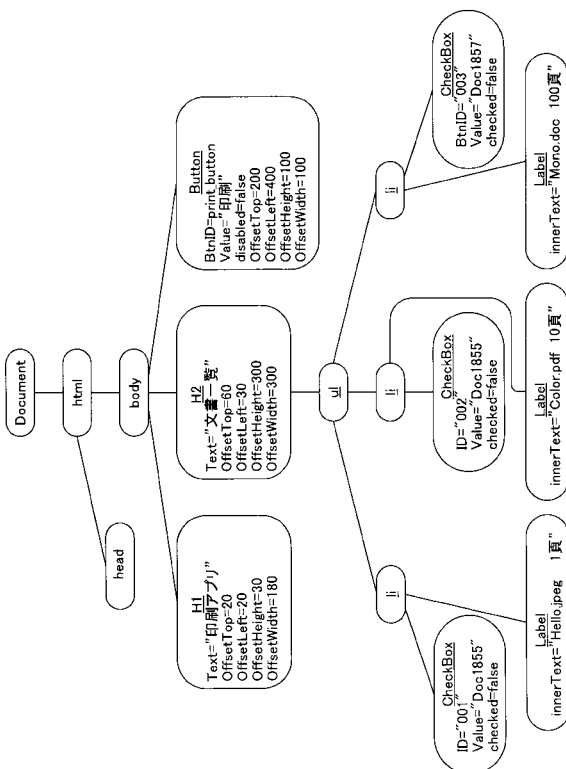 Document
html
head
body
H1
Text="印刷アプリ"
OffsetTop=20
OffsetLeft=20
OffsetHeight=30
OffsetWidth=180
H2
Text="文書一覧"
OffsetTop=60
OffsetLeft=30
OffsetHeight=300
OffsetWidth=300
Button
BtnID=print_button
Value="印刷"
disabled=false
OffsetTop=200
OffsetLeft=400
OffsetHeight=100
OffsetWidth=100
ul
li
li
li
CheckBox
ID="001"
Value="Doc1855"
checked=false
Label
innerText="Hello.jpeg 1頁"
CheckBox
ID="002"
Value="Doc1855"
checked=false
Label
innerText="Color.pdf 10頁"
CheckBox
BtnID="003"
Value="Doc1857"
checked=false
Label
innerText="Mono.doc 100頁"